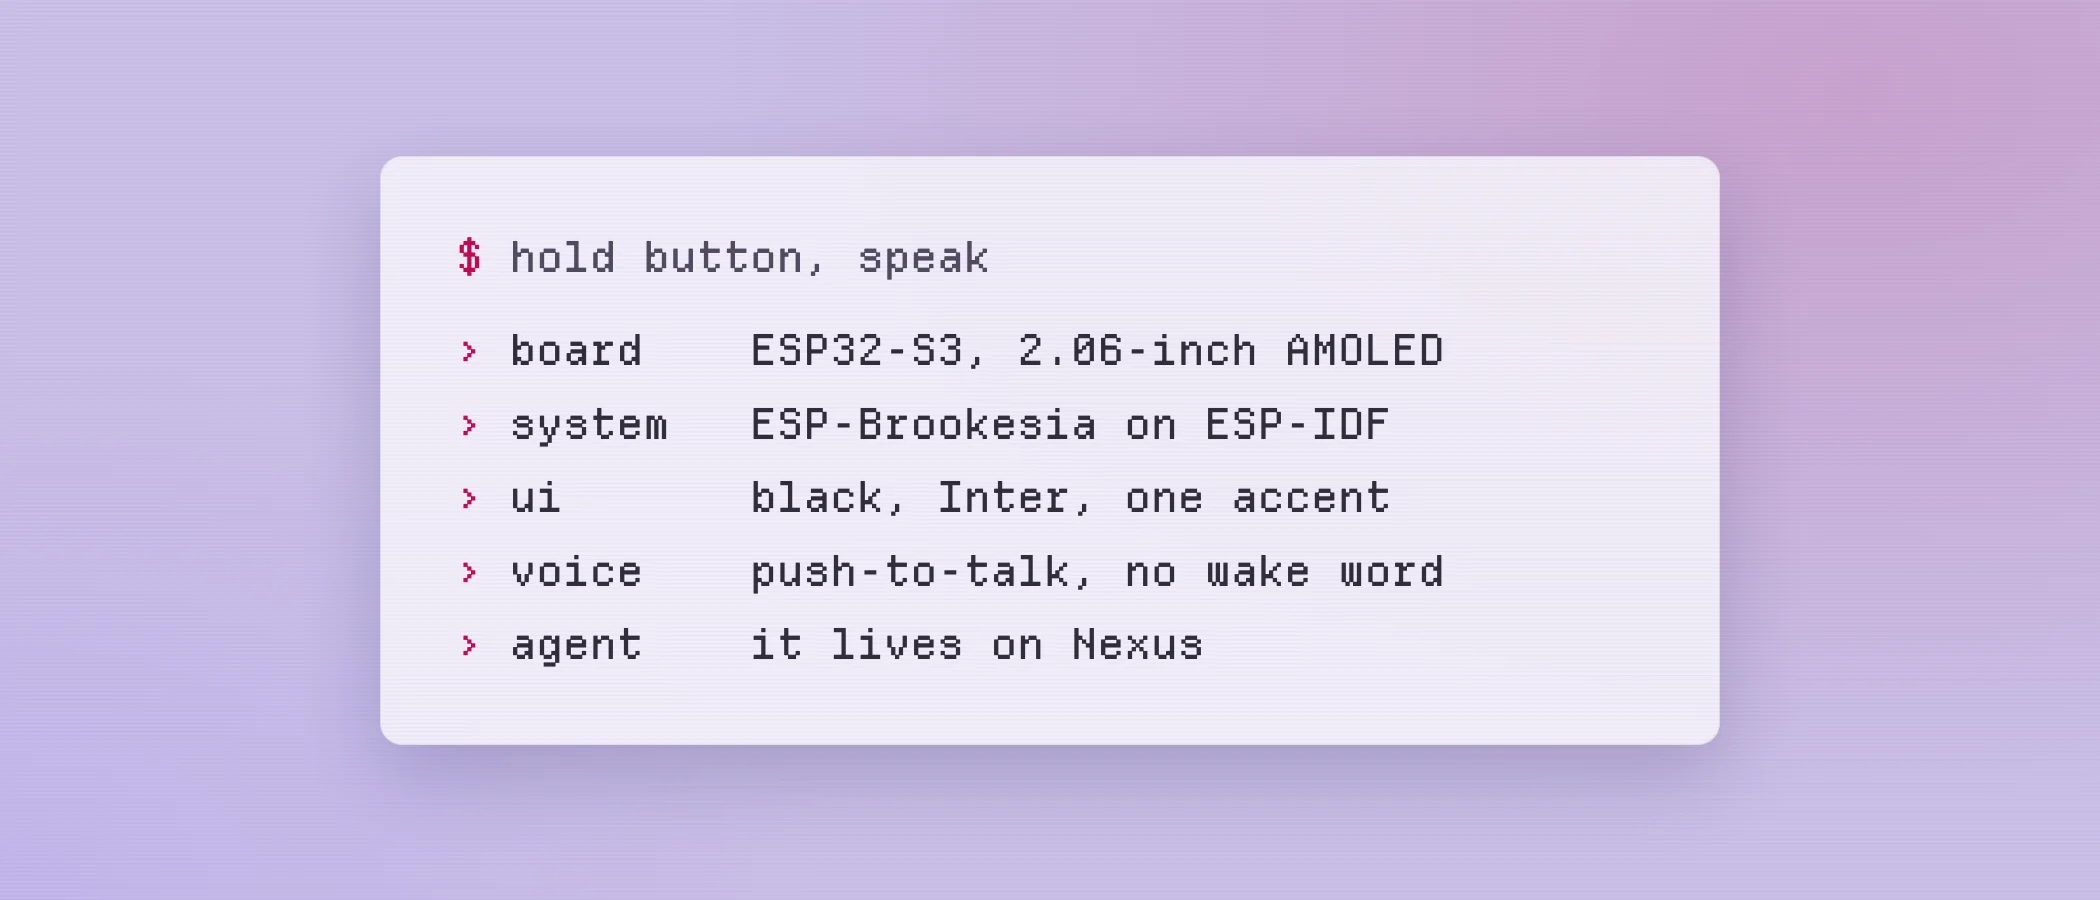 $ hold button, speak
> board ESP32-S3, 2.06-inch AMOLED
> system ESP-Brookesia on ESP-IDF
> ui black, Inter, one accent
> voice push-to-talk, no wake word
> agent it lives on Nexus